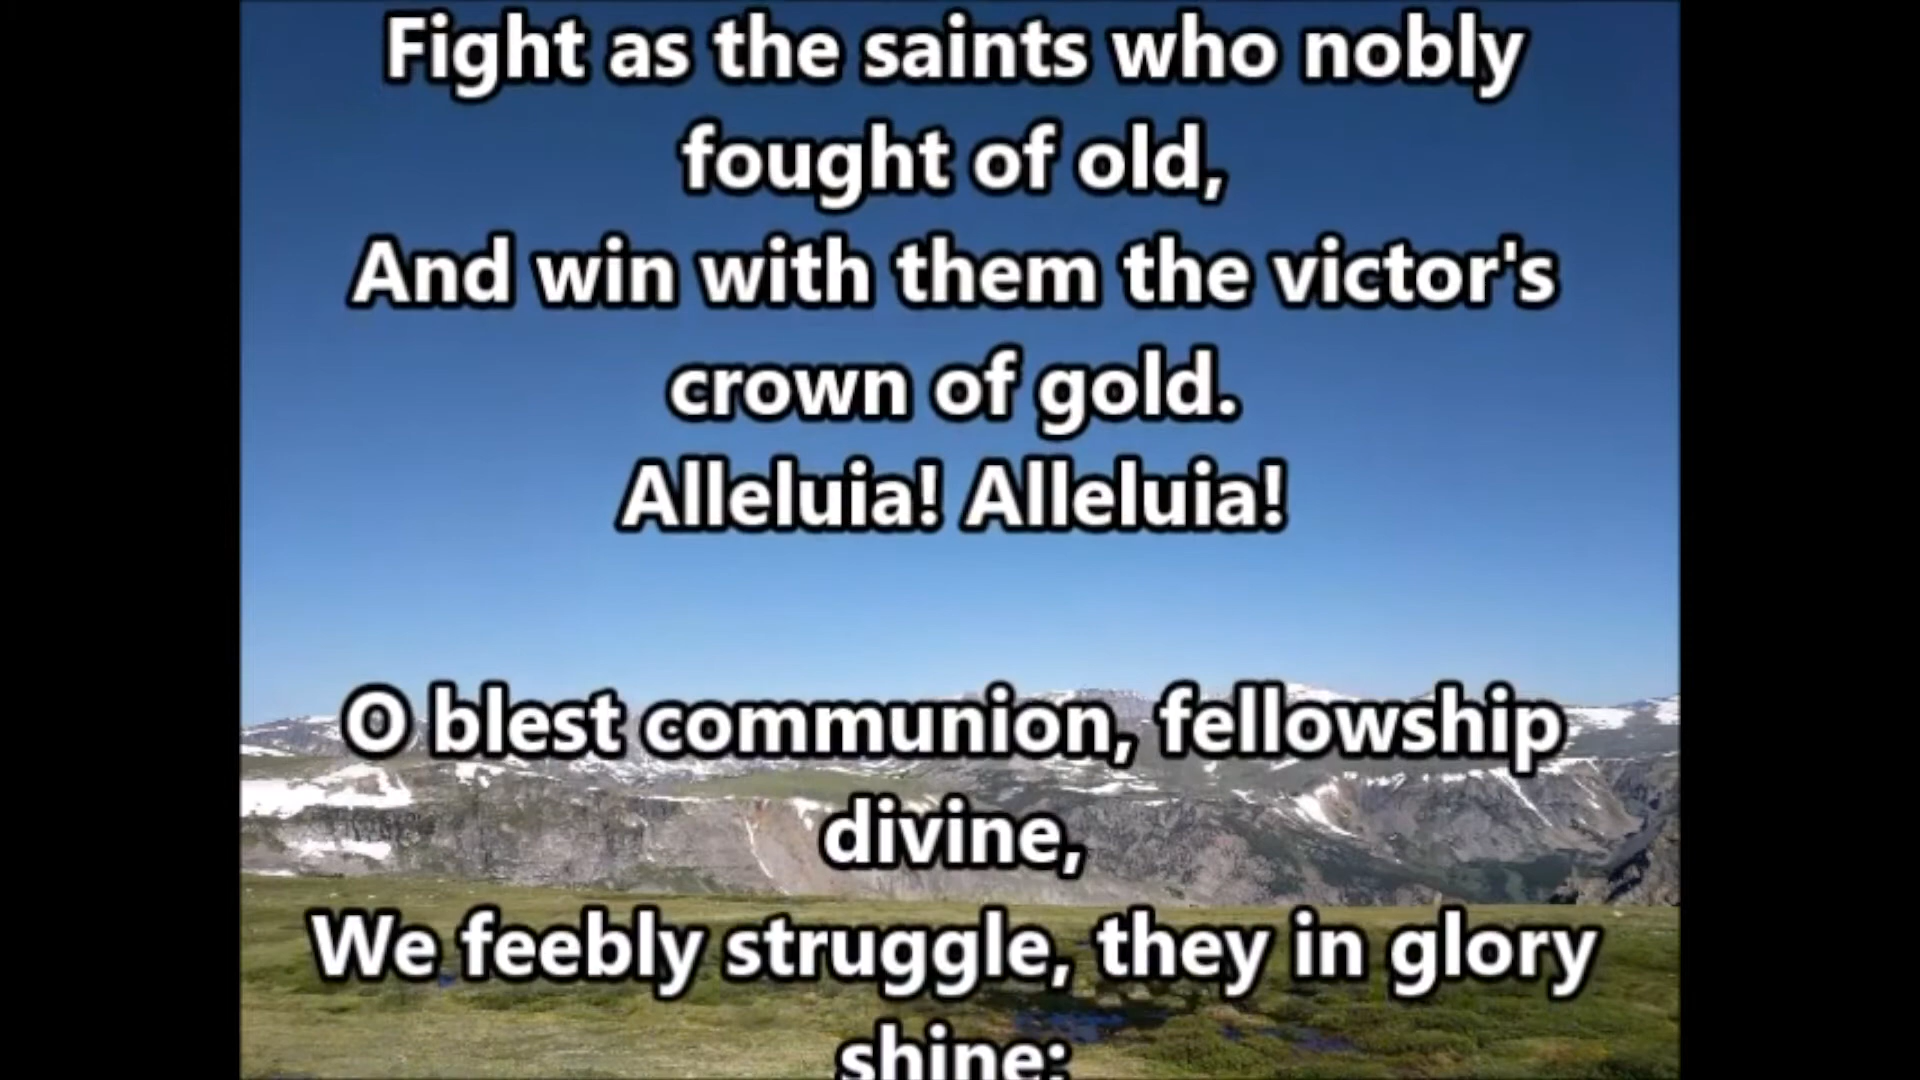 Fight as the saints who nobly
fought of old,
And win with them the victor's
crown of gold.
Alleluia! Alleluia!
O blest communion, fellowship
divine,
We feebly struggle, they in glory
shine;